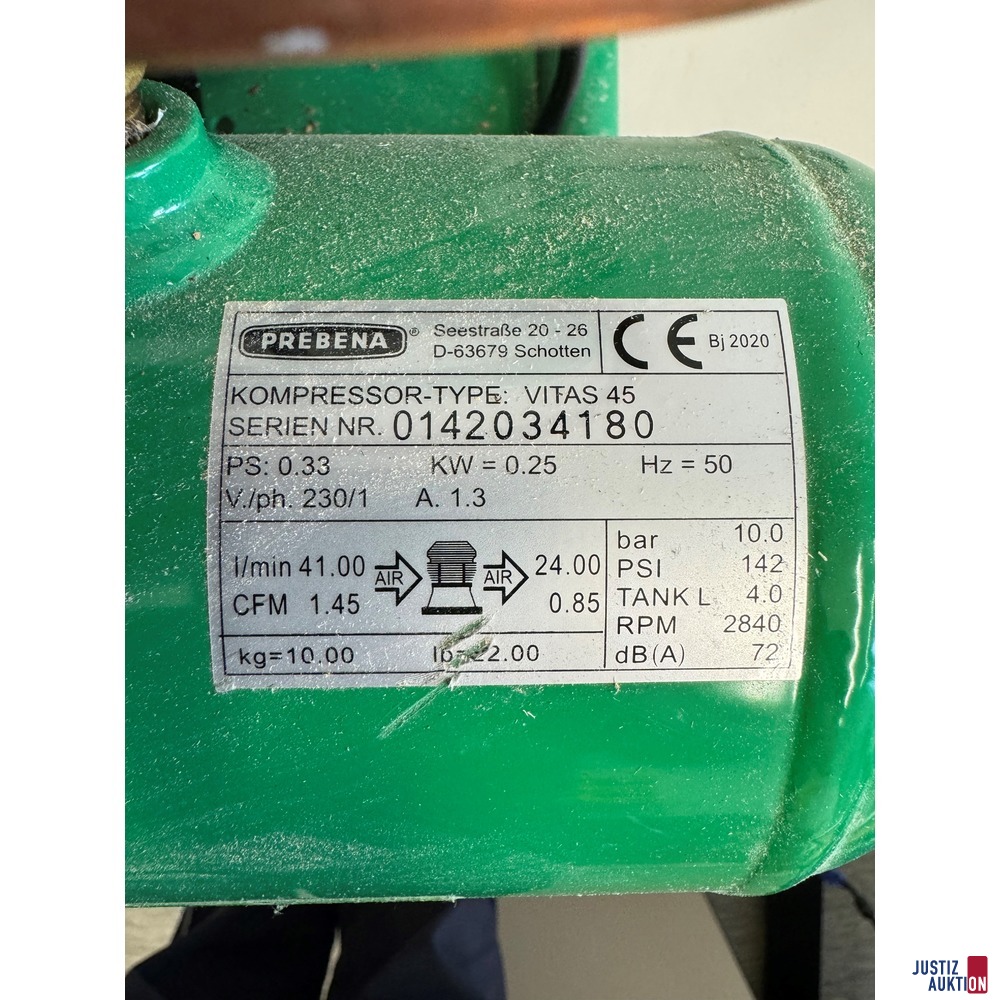 PREBENA® Seestraße 20 - 26
D-63679 Schotten
CE Bj 2020
KOMPRESSOR-TYPE: VITAS 45
SERIEN NR. 0142034180
PS: 0.33 KW = 0.25 Hz = 50
V./ph. 230/1 A. 1.3
l/min 41.00 AIR AIR 24.00
CFM 1.45 0.85
kg=10.00 lb=22.00
bar 10.0
PSI 142
TANK L 4.0
RPM 2840
dB(A) 72
JUSTIZ
AUKTION